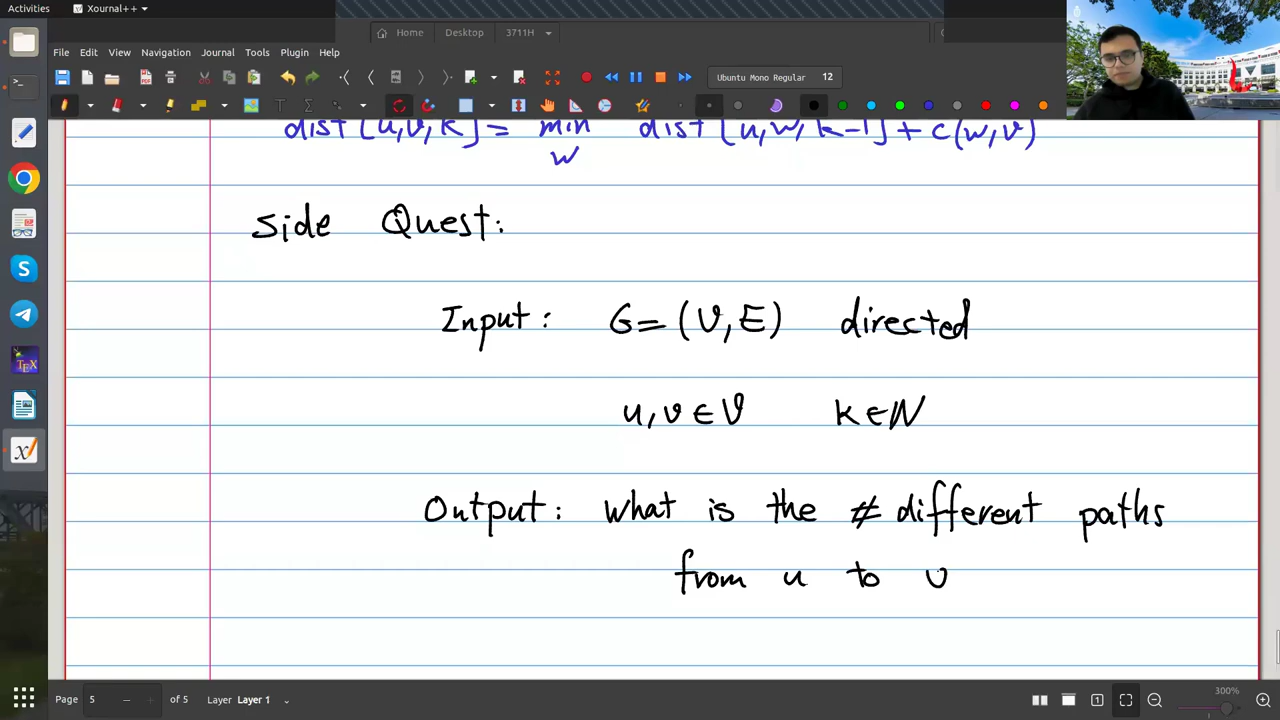 Activities Xournal++
Home Desktop 3711H
File Edit View Navigation Journal Tools Plugin Help
Ubuntu Mono Regular 12
dist [u,v,k] = min dist [u,w,k-1] + c(w,v)
w
Side Quest:
Input: G=(V,E) directed
u,v∈V k∈N
Output: what is the # different paths
from u to v
Page 5 of 5 Layer Layer 1 300%